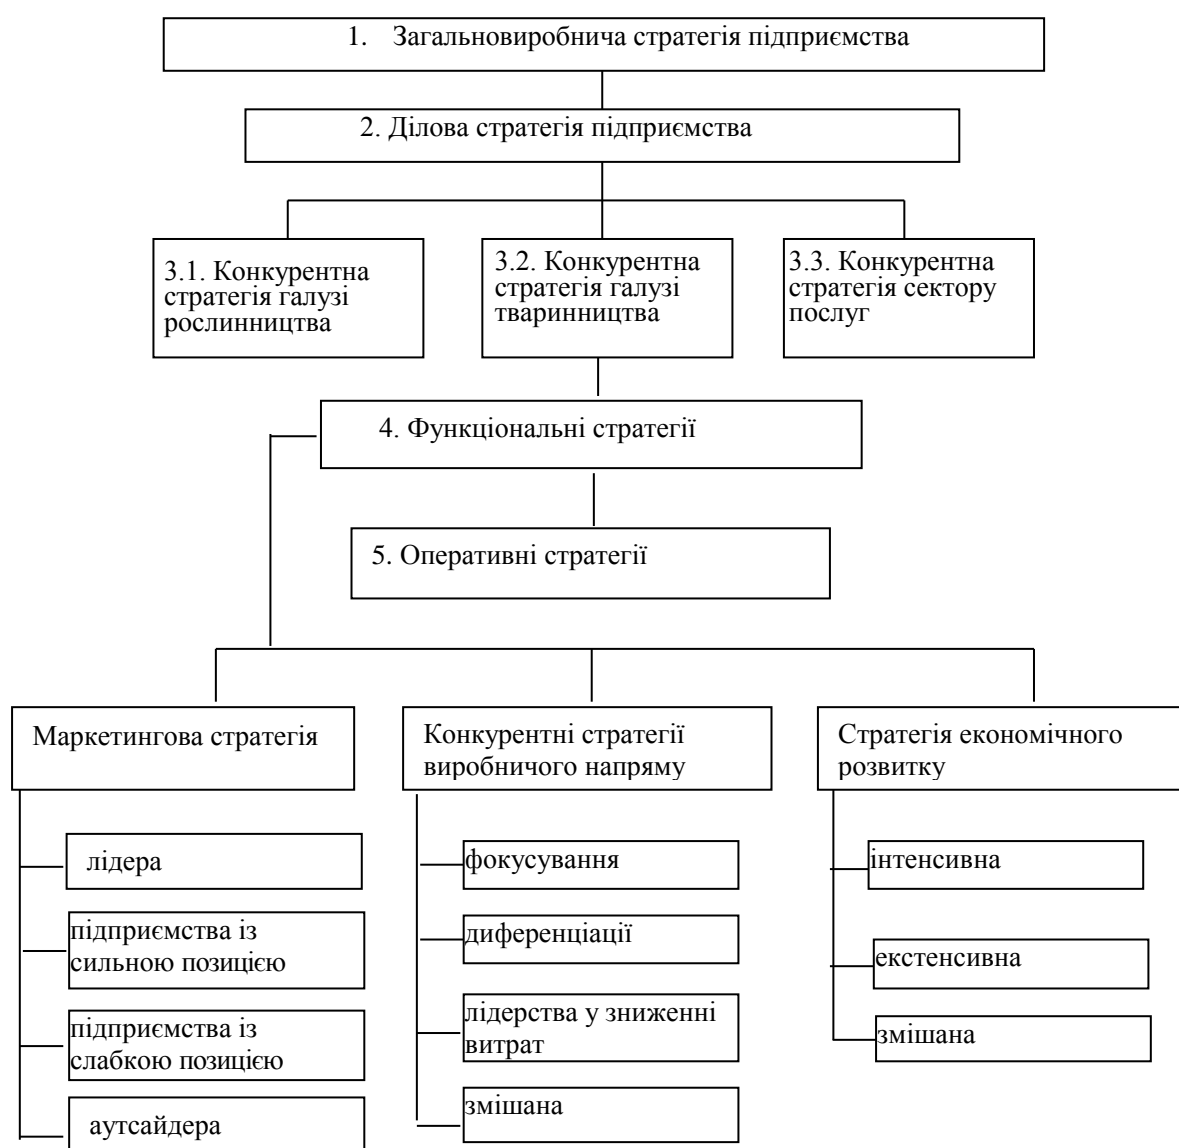 1. Загальновиробнича стратегія підприємства
2. Ділова стратегія підприємства
3.1. Конкурентна
стратегія галузі
рослинництва
3.2. Конкурентна
стратегія галузі
тваринництва
3.3. Конкурентна
стратегія сектору
послуг
4. Функціональні стратегії
5. Оперативні стратегії
Маркетингова стратегія
лідера
підприємства із
сильною позицією
підприємства із
слабкою позицією
аутсайдера
Конкурентні стратегії
виробничого напряму
фокусування
диференціації
лідерства у зниженні
витрат
змішана
Стратегія економічного
розвитку
інтенсивна
екстенсивна
змішана